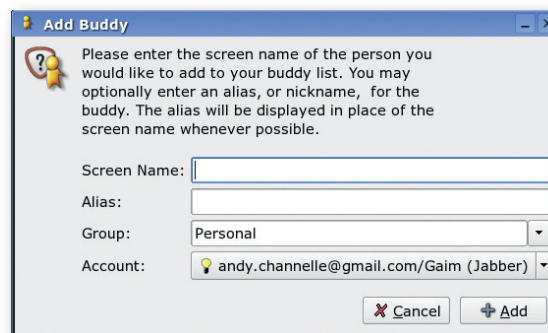 Add Buddy
Please enter the screen name of the person you
would like to add to your buddy list. You may
optionally enter an alias, or nickname,  for the
buddy. The alias will be displayed in place of the
screen name whenever possible.
Screen Name:
Alias:
Group: Personal
Account: andy.channelle@gmail.com/Gaim (Jabber)
Cancel Add